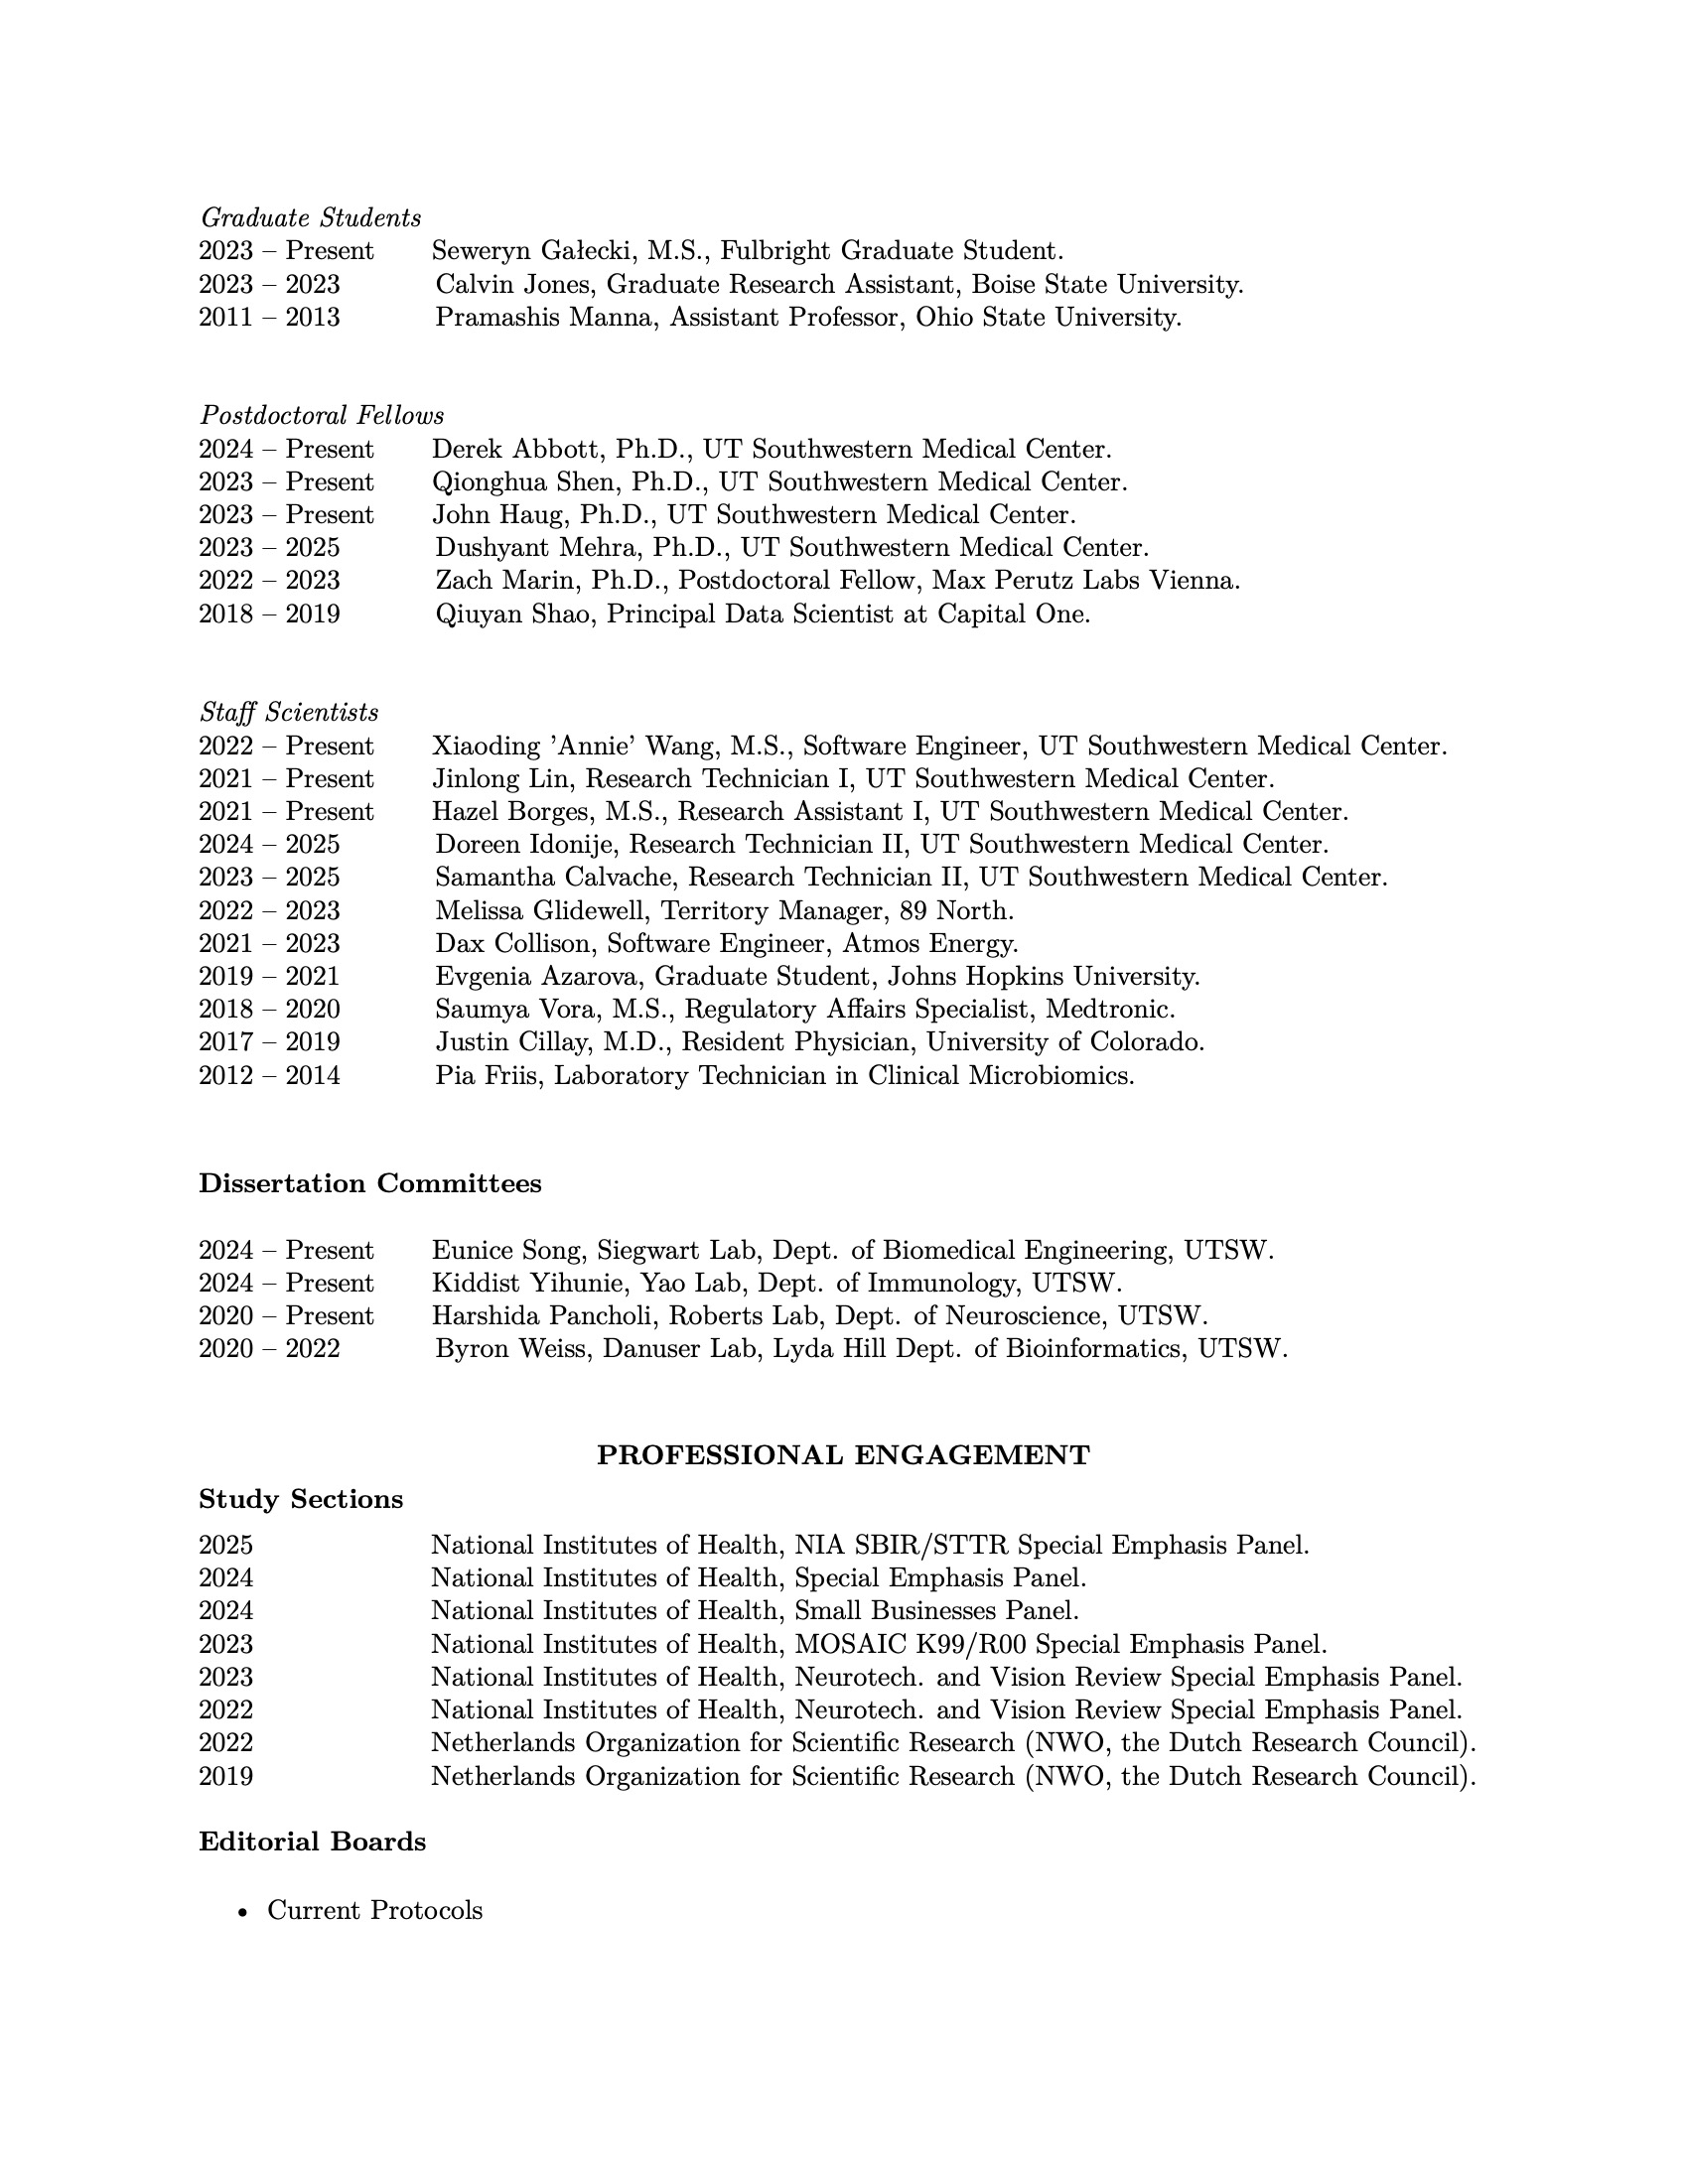 Graduate Students
2023 – Present Seweryn Gałecki, M.S., Fulbright Graduate Student.
2023 – 2023 Calvin Jones, Graduate Research Assistant, Boise State University.
2011 – 2013 Pramashis Manna, Assistant Professor, Ohio State University.
Postdoctoral Fellows
2024 – Present Derek Abbott, Ph.D., UT Southwestern Medical Center.
2023 – Present Qionghua Shen, Ph.D., UT Southwestern Medical Center.
2023 – Present John Haug, Ph.D., UT Southwestern Medical Center.
2023 – 2025 Dushyant Mehra, Ph.D., UT Southwestern Medical Center.
2022 – 2023 Zach Marin, Ph.D., Postdoctoral Fellow, Max Perutz Labs Vienna.
2018 – 2019 Qiuyan Shao, Principal Data Scientist at Capital One.
Staff Scientists
2022 – Present Xiaoding ’Annie’ Wang, M.S., Software Engineer, UT Southwestern Medical Center.
2021 – Present Jinlong Lin, Research Technician I, UT Southwestern Medical Center.
2021 – Present Hazel Borges, M.S., Research Assistant I, UT Southwestern Medical Center.
2024 – 2025 Doreen Idonije, Research Technician II, UT Southwestern Medical Center.
2023 – 2025 Samantha Calvache, Research Technician II, UT Southwestern Medical Center.
2022 – 2023 Melissa Glidewell, Territory Manager, 89 North.
2021 – 2023 Dax Collison, Software Engineer, Atmos Energy.
2019 – 2021 Evgenia Azarova, Graduate Student, Johns Hopkins University.
2018 – 2020 Saumya Vora, M.S., Regulatory Affairs Specialist, Medtronic.
2017 – 2019 Justin Cillay, M.D., Resident Physician, University of Colorado.
2012 – 2014 Pia Friis, Laboratory Technician in Clinical Microbiomics.
Dissertation Committees
2024 – Present Eunice Song, Siegwart Lab, Dept. of Biomedical Engineering, UTSW.
2024 – Present Kiddist Yihunie, Yao Lab, Dept. of Immunology, UTSW.
2020 – Present Harshida Pancholi, Roberts Lab, Dept. of Neuroscience, UTSW.
2020 – 2022 Byron Weiss, Danuser Lab, Lyda Hill Dept. of Bioinformatics, UTSW.
PROFESSIONAL ENGAGEMENT
Study Sections
2025 National Institutes of Health, NIA SBIR/STTR Special Emphasis Panel.
2024 National Institutes of Health, Special Emphasis Panel.
2024 National Institutes of Health, Small Businesses Panel.
2023 National Institutes of Health, MOSAIC K99/R00 Special Emphasis Panel.
2023 National Institutes of Health, Neurotech. and Vision Review Special Emphasis Panel.
2022 National Institutes of Health, Neurotech. and Vision Review Special Emphasis Panel.
2022 Netherlands Organization for Scientific Research (NWO, the Dutch Research Council).
2019 Netherlands Organization for Scientific Research (NWO, the Dutch Research Council).
Editorial Boards
• Current Protocols